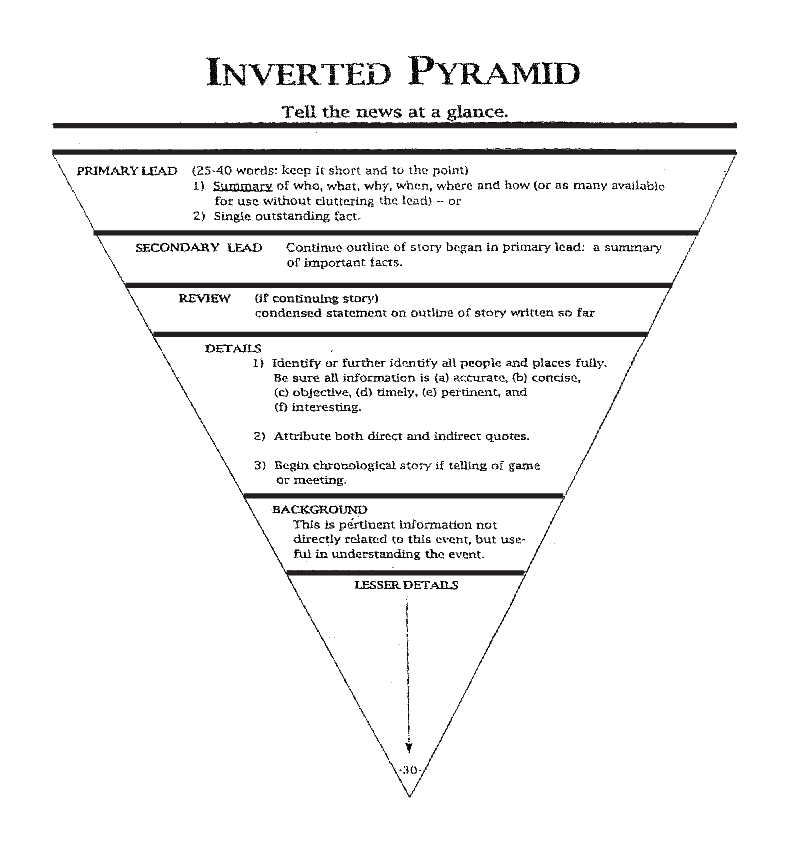 INVERTED PYRAMID
Tell the news at a glance.
PRIMARY LEAD (25-40 words: keep it short and to the point)
1) Summary of who, what, why, when, where and how (or as many available
for use without cluttering the lead) -- or
2) Single outstanding fact.
SECONDARY LEAD Continue outline of story began in primary lead: a summary
of important facts.
REVIEW (if continuing story)
condensed statement on outline of story written so far
DETAILS
1) Identify or further identify all people and places fully.
Be sure all information is (a) accurate, (b) concise,
(c) objective, (d) timely, (e) pertinent, and
(f) interesting.
2) Attribute both direct and indirect quotes.
3) Begin chronological story if telling of game
or meeting.
BACKGROUND
This is pertinent information not
directly related to this event, but use-
ful in understanding the event.
LESSER DETAILS
-30-